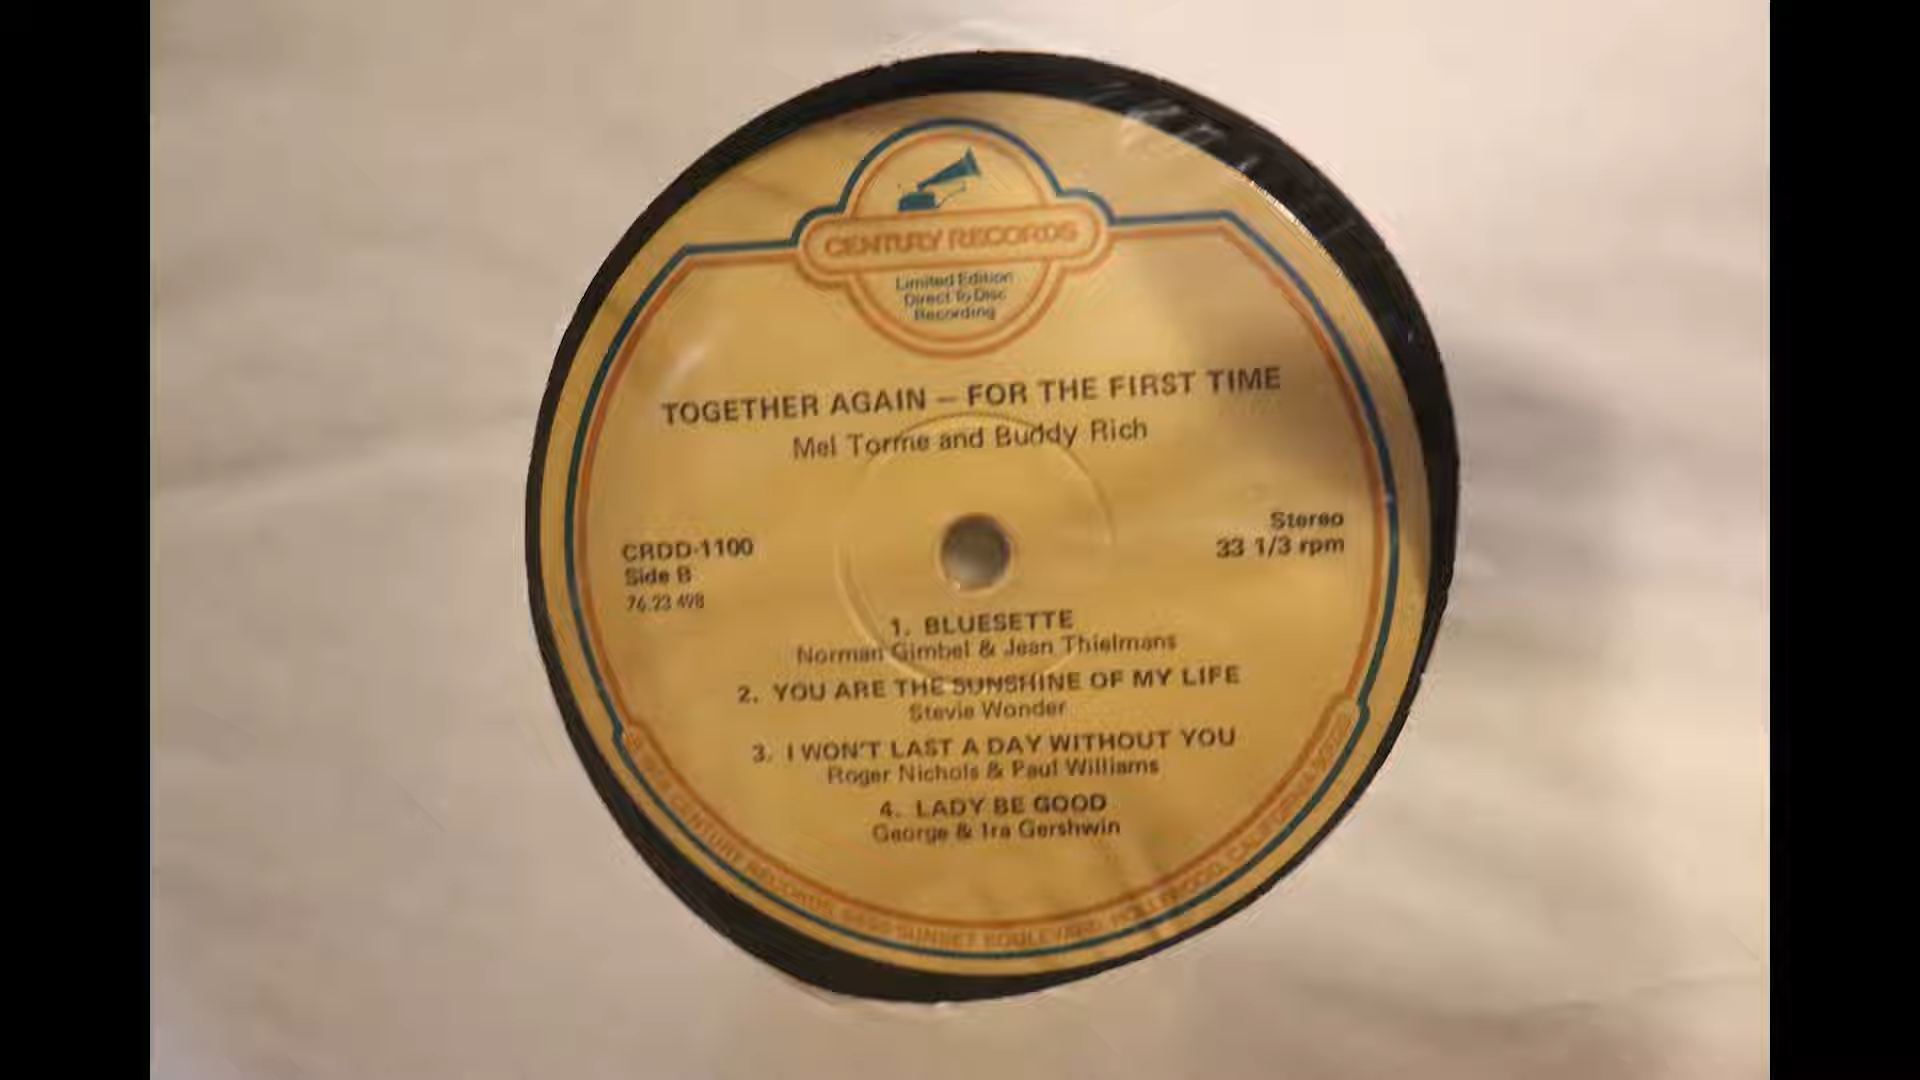 CENTURY RECORDS
Limited Edition
Direct To Disc
Recording
TOGETHER AGAIN – FOR THE FIRST TIME
Mel Torme and Buddy Rich
Stereo
33 1/3 rpm
CRDD-1100
Side B
76.23 498
1. BLUESETTE
Norman Gimbel & Jean Thielmans
2. YOU ARE THE SUNSHINE OF MY LIFE
Stevie Wonder
3. I WON'T LAST A DAY WITHOUT YOU
Roger Nichols & Paul Williams
4. LADY BE GOOD
George & Ira Gershwin
CENTURY RECORDS, SUNSET BOULEVARD, HOLLYWOOD, CALIFORNIA